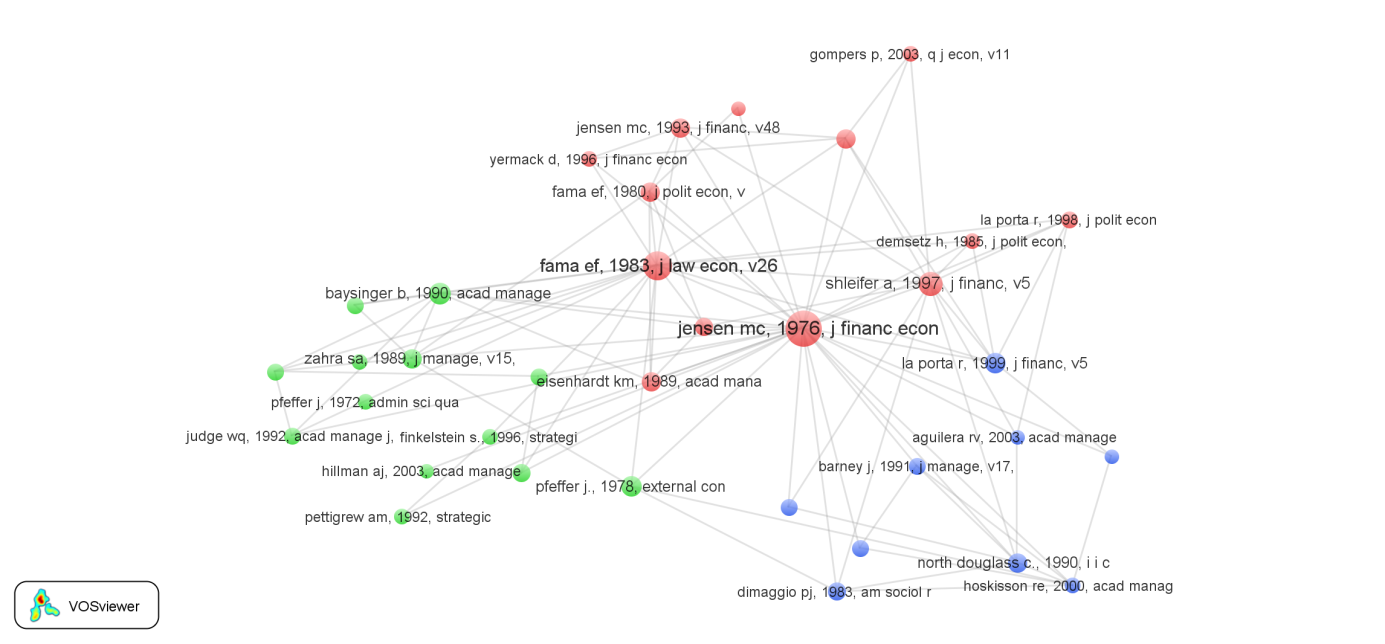 gompers p, 2003, q j econ, v11
jensen mc, 1993, j financ, v48
yermack d, 1996, j financ econ
fama ef, 1980, j polit econ, v
la porta r, 1998, j polit econ
demsetz h, 1985, j polit econ,
fama ef, 1983, j law econ, v26
shleifer a, 1997, j financ, v5
baysinger b, 1990, acad manage
jensen mc, 1976, j financ econ
zahra sa, 1989, j manage, v15,
la porta r, 1999, j financ, v5
eisenhardt km, 1989, acad mana
pfeffer j, 1972, admin sci qua
judge wq, 1992, acad manage j,
finkelstein s., 1996, strategi
aguilera rv, 2003, acad manage
hillman aj, 2003, acad manage
barney j, 1991, j manage, v17,
pfeffer j., 1978, external con
pettigrew am, 1992, strategic
north douglass c., 1990, i i c
dimaggio pj, 1983, am sociol r
hoskisson re, 2000, acad manag
VOSviewer